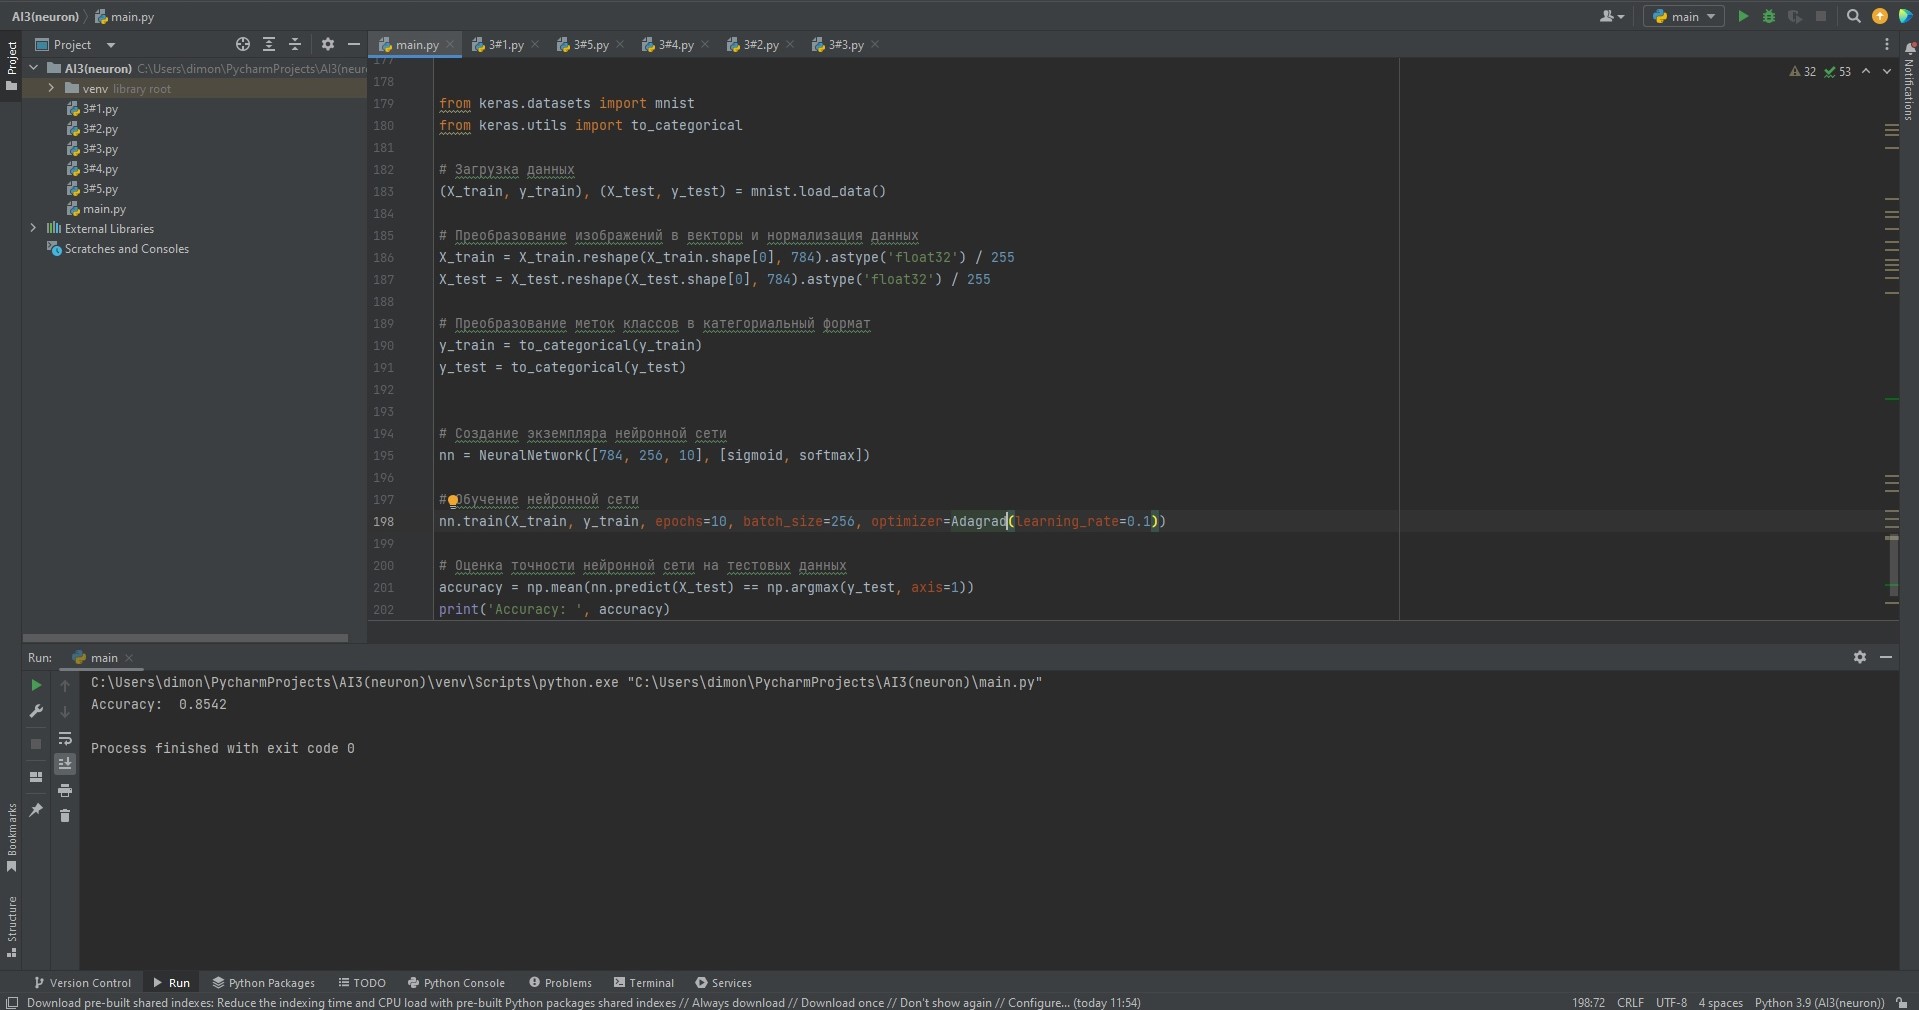 AI3(neuron) main.py
main
Project
main.py
3#1.py
3#5.py
3#4.py
3#2.py
3#3.py
Project
Notifications
AI3(neuron) C:\Users\dimon\PycharmProjects\AI3(neur
venv library root
3#1.py
3#2.py
3#3.py
3#4.py
3#5.py
main.py
External Libraries
Scratches and Consoles
32 53
177
178
179 from keras.datasets import mnist
180 from keras.utils import to_categorical
181
182 # Загрузка данных
183 (X_train, y_train), (X_test, y_test) = mnist.load_data()
184
185 # Преобразование изображений в векторы и нормализация данных
186 X_train = X_train.reshape(X_train.shape[0], 784).astype('float32') / 255
187 X_test = X_test.reshape(X_test.shape[0], 784).astype('float32') / 255
188
189 # Преобразование меток классов в категориальный формат
190 y_train = to_categorical(y_train)
191 y_test = to_categorical(y_test)
192
193
194 # Создание экземпляра нейронной сети
195 nn = NeuralNetwork([784, 256, 10], [sigmoid, softmax])
196
197 # Обучение нейронной сети
198 nn.train(X_train, y_train, epochs=10, batch_size=256, optimizer=Adagrad(learning_rate=0.1))
199
200 # Оценка точности нейронной сети на тестовых данных
201 accuracy = np.mean(nn.predict(X_test) == np.argmax(y_test, axis=1))
202 print('Accuracy: ', accuracy)
Run: main
C:\Users\dimon\PycharmProjects\AI3(neuron)\venv\Scripts\python.exe "C:\Users\dimon\PycharmProjects\AI3(neuron)\main.py"
Accuracy:  0.8542
Process finished with exit code 0
Bookmarks
Structure
Version Control
Run
Python Packages
TODO
Python Console
Problems
Terminal
Services
Download pre-built shared indexes: Reduce the indexing time and CPU load with pre-built Python packages shared indexes // Always download // Download once // Don't show again // Configure... (today 11:54)
198:72 CRLF UTF-8 4 spaces Python 3.9 (AI3(neuron))